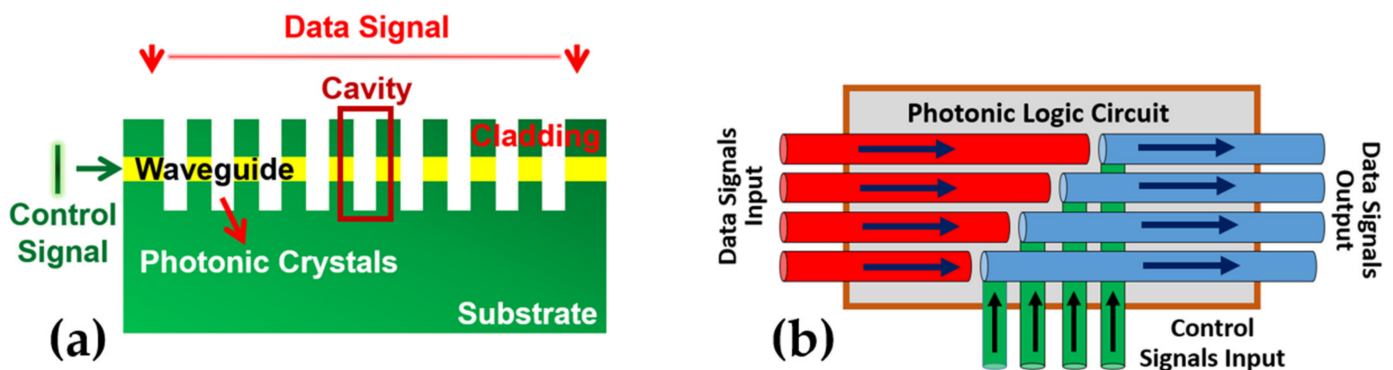 Data Signal
Cavity
Cladding
Waveguide
Control
Signal
Photonic Crystals
Substrate
(a)
Photonic Logic Circuit
Data Signals
Input
Data Signals
Output
Control
Signals Input
(b)